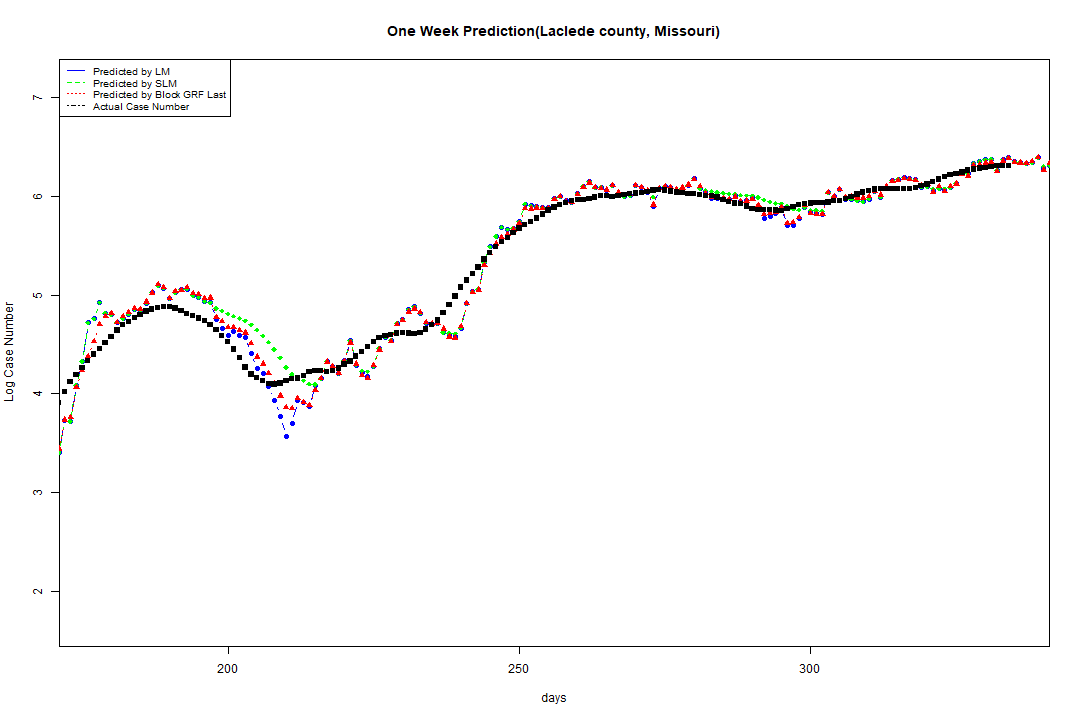 One Week Prediction(Laclede county, Missouri)
Predicted by LM
Predicted by SLM
Predicted by Block GRF Last
Actual Case Number
7
6
5
4
3
2
Log Case Number
200
250
300
days